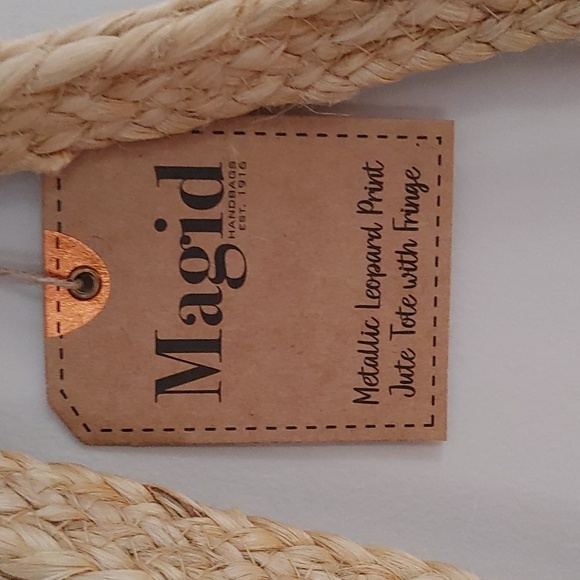 Magid
HANDBAGS
EST. 1916
Metallic Leopard Print
Jute Tote with Fringe